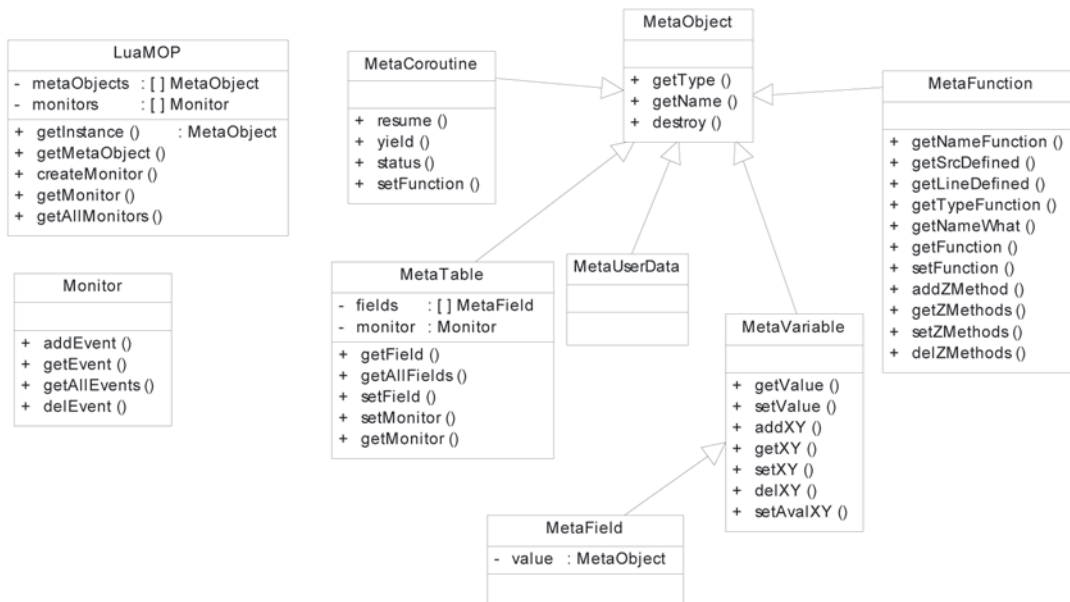 LuaMOP
- metaObjects : [ ] MetaObject
- monitors : [ ] Monitor
+ getInstance () : MetaObject
+ getMetaObject ()
+ createMonitor ()
+ getMonitor ()
+ getAllMonitors ()
Monitor
+ addEvent ()
+ getEvent ()
+ getAllEvents ()
+ delEvent ()
MetaCoroutine
+ resume ()
+ yield ()
+ status ()
+ setFunction ()
MetaObject
+ getType ()
+ getName ()
+ destroy ()
MetaFunction
+ getNameFunction ()
+ getSrcDefined ()
+ getLineDefined ()
+ getTypeFunction ()
+ getNameWhat ()
+ getFunction ()
+ setFunction ()
+ addZMethod ()
+ getZMethods ()
+ setZMethods ()
+ delZMethods ()
MetaTable
- fields : [ ] MetaField
- monitor : Monitor
+ getField ()
+ getAllFields ()
+ setField ()
+ setMonitor ()
+ getMonitor ()
MetaUserData
MetaVariable
+ getValue ()
+ setValue ()
+ addXY ()
+ getXY ()
+ setXY ()
+ delXY ()
+ setAvalXY ()
MetaField
- value : MetaObject